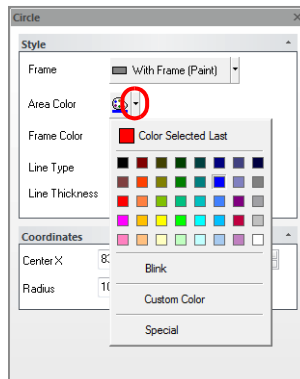 Circle
Style
Frame
With Frame (Paint)
Area Color
Frame Color
Color Selected Last
Line Type
Line Thickness
Coordinates
Center X
Radius
Blink
Custom Color
Special